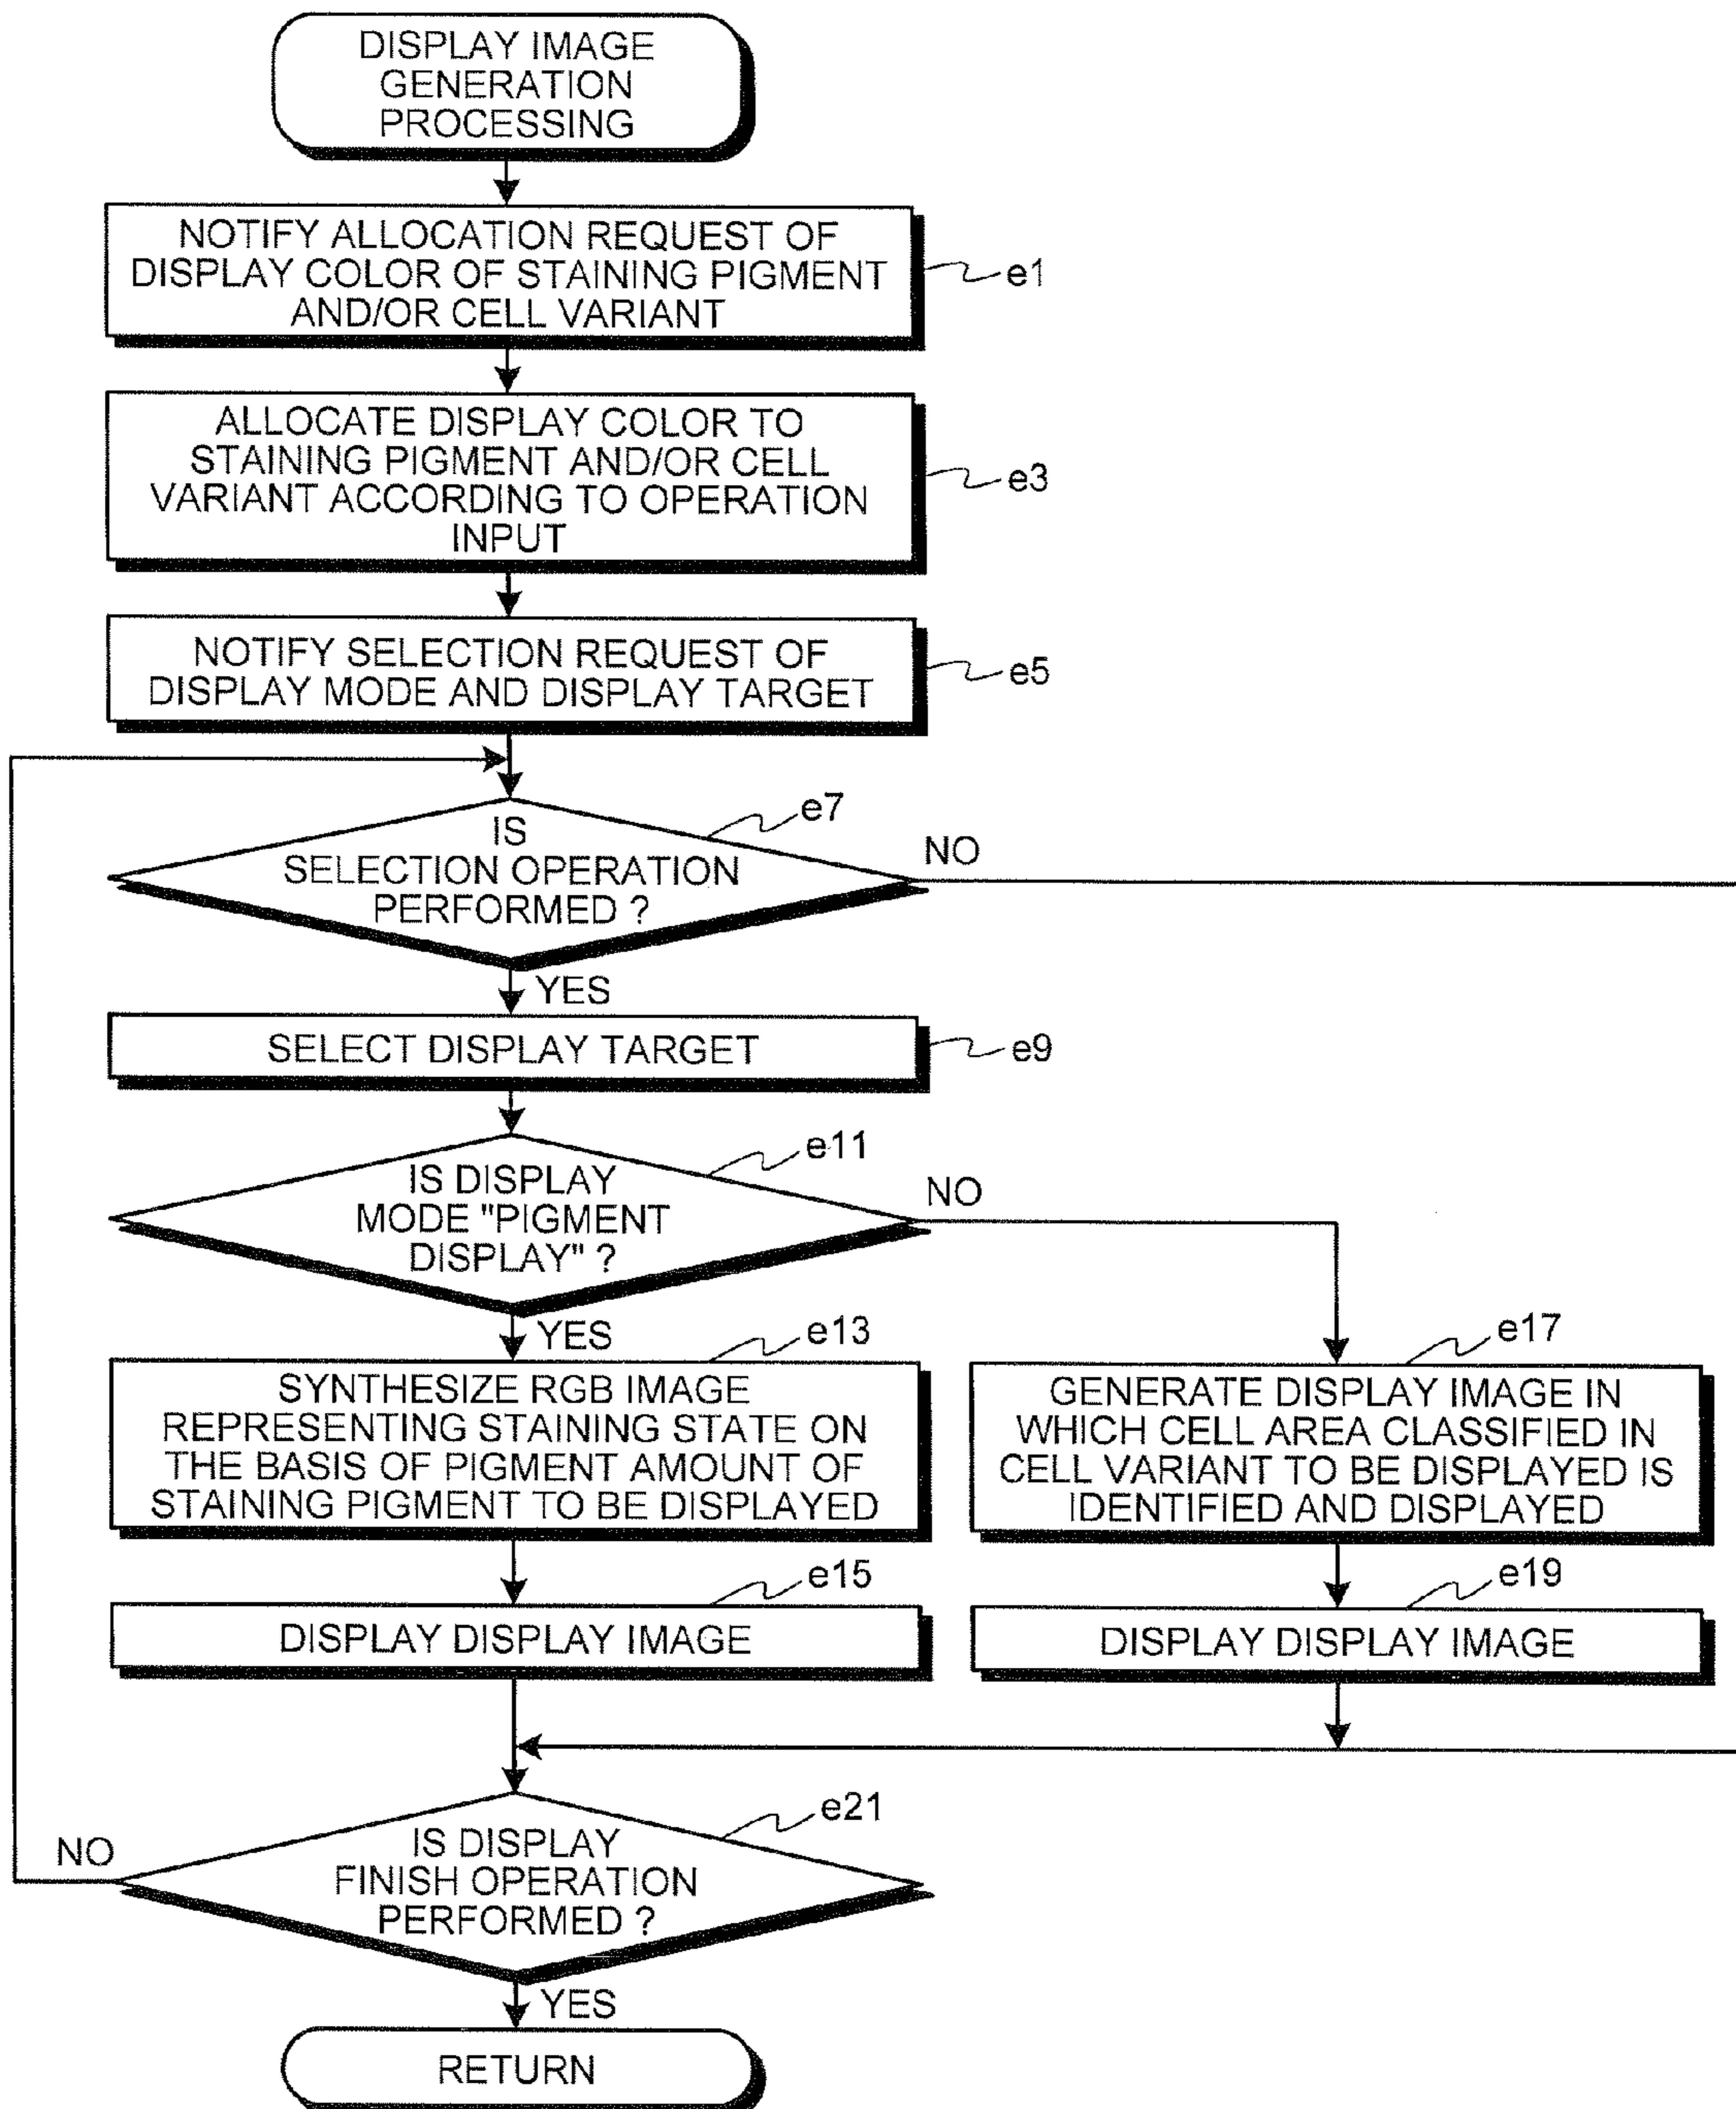 DISPLAY IMAGE
GENERATION
PROCESSING
NOTIFY ALLOCATION REQUEST OF
DISPLAY COLOR OF STAINING PIGMENT
AND/OR CELL VARIANT
e1
ALLOCATE DISPLAY COLOR TO
STAINING PIGMENT AND/OR CELL
VARIANT ACCORDING TO OPERATION
INPUT
e3
NOTIFY SELECTION REQUEST OF
DISPLAY MODE AND DISPLAY TARGET
e5
e7
IS
SELECTION OPERATION
PERFORMED ?
NO
YES
SELECT DISPLAY TARGET
e9
e11
IS DISPLAY
MODE "PIGMENT
DISPLAY" ?
NO
YES
e13
SYNTHESIZE RGB IMAGE
REPRESENTING STAINING STATE ON
THE BASIS OF PIGMENT AMOUNT OF
STAINING PIGMENT TO BE DISPLAYED
e17
GENERATE DISPLAY IMAGE IN
WHICH CELL AREA CLASSIFIED IN
CELL VARIANT TO BE DISPLAYED IS
IDENTIFIED AND DISPLAYED
e15
DISPLAY DISPLAY IMAGE
e19
DISPLAY DISPLAY IMAGE
e21
IS DISPLAY
FINISH OPERATION
PERFORMED ?
NO
YES
RETURN